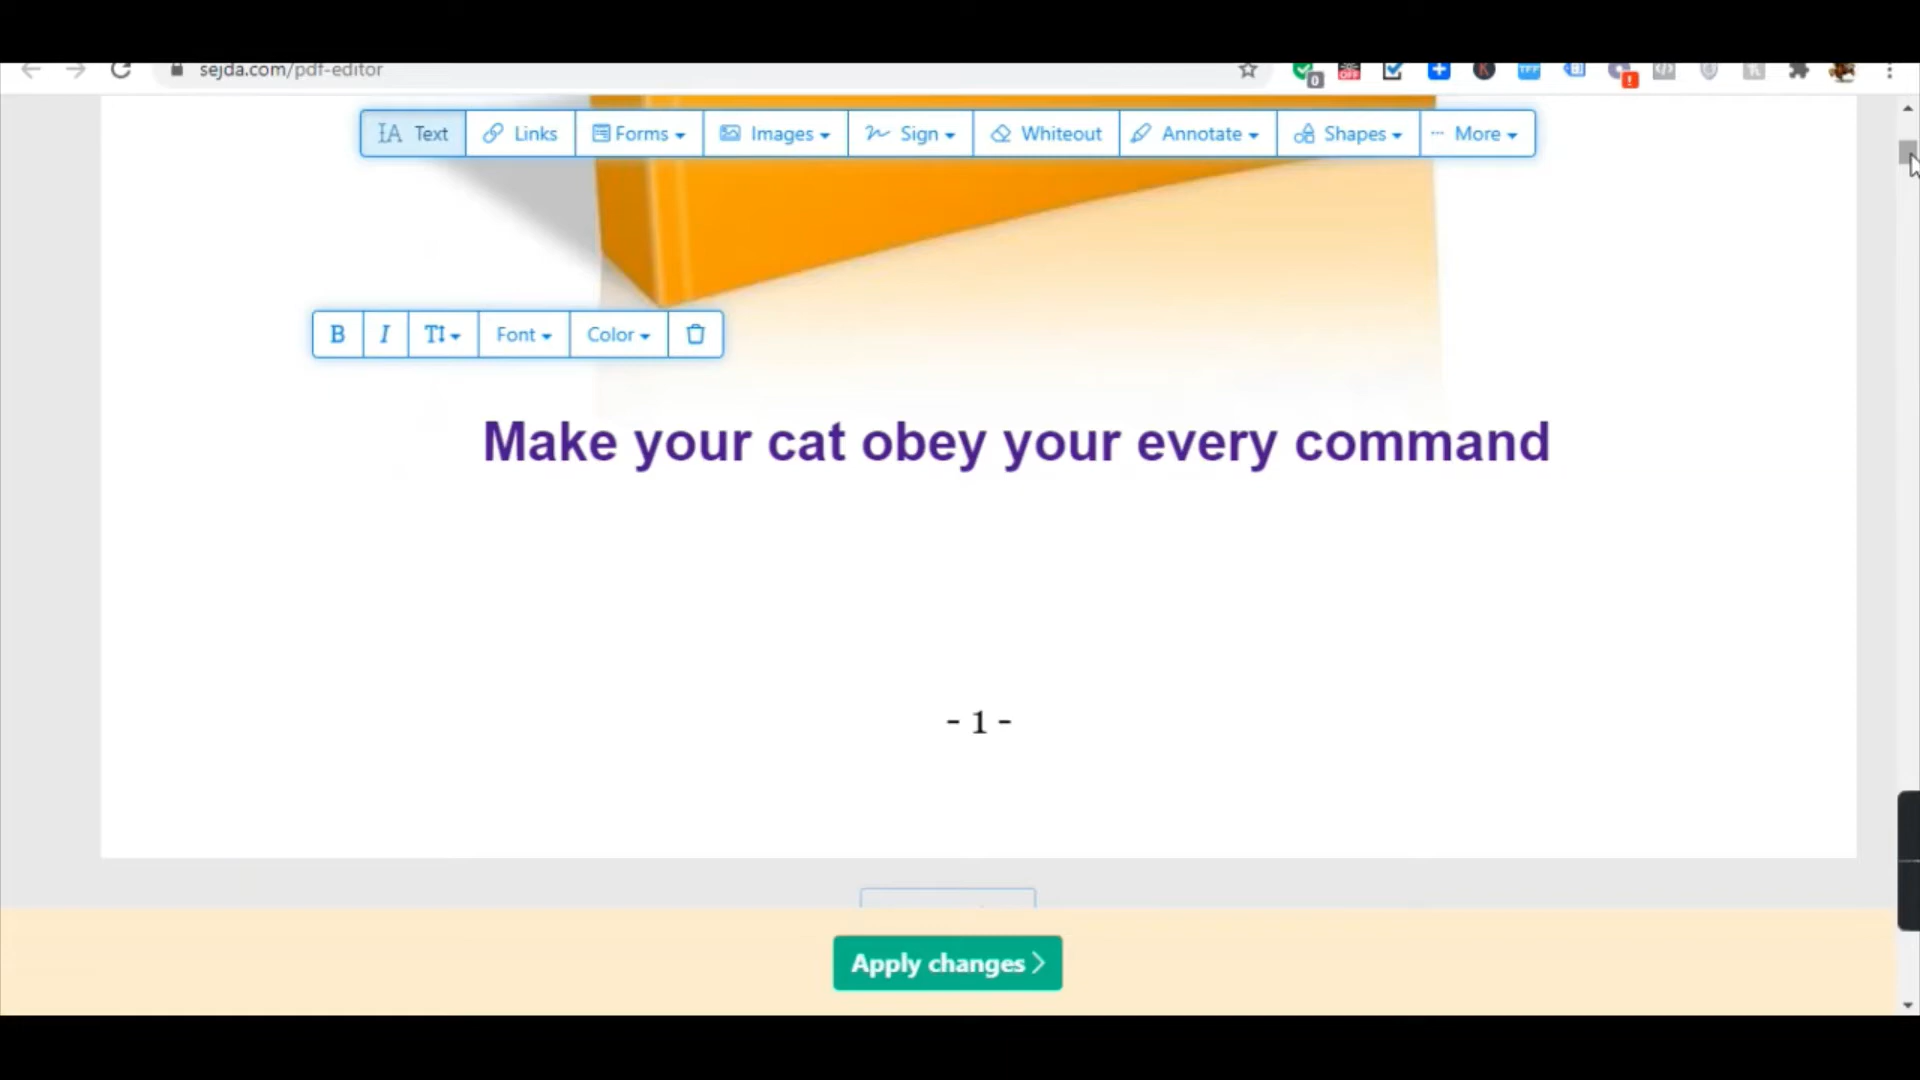 sejda.com/pdf-editor
Text Links Forms Images Sign Whiteout Annotate Shapes More
B I Font Color
Make your cat obey your every command
- 1 -
Apply changes